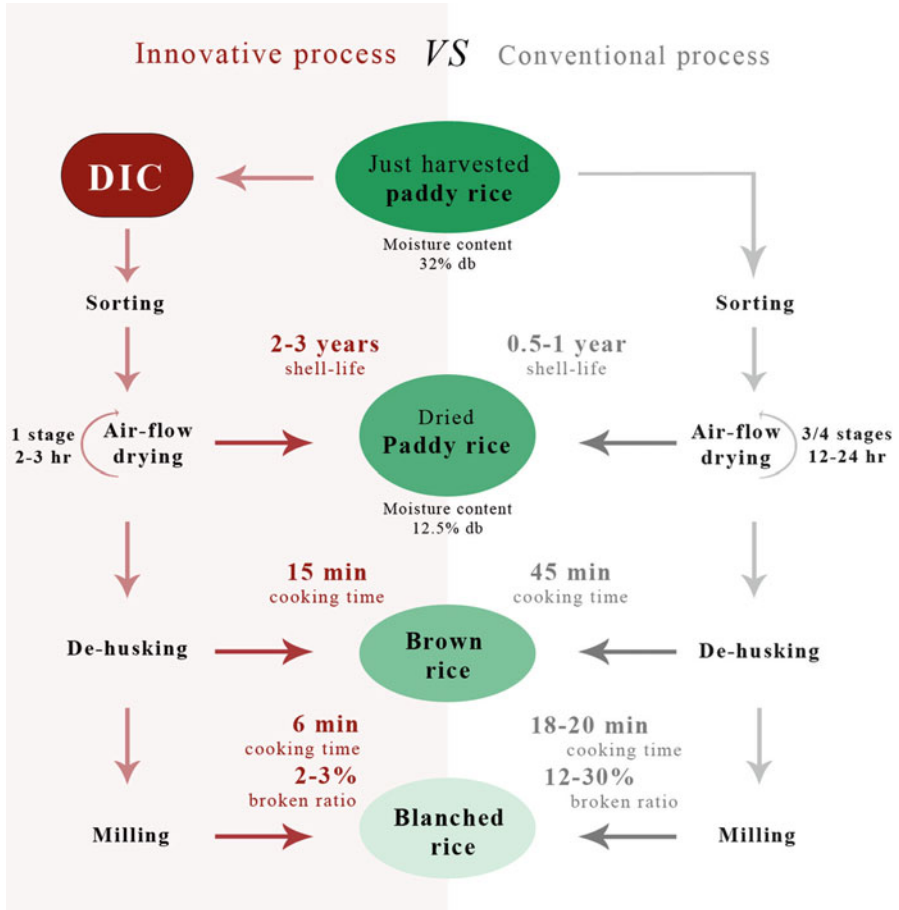 Innovative process VS Conventional process
DIC
Just harvested
paddy rice
Moisture content
32% db
Sorting
Sorting
2-3 years
shell-life
0.5-1 year
shell-life
1 stage
2-3 hr
Air-flow
drying
Dried
Paddy rice
Air-flow
drying
3/4 stages
12-24 hr
Moisture content
12.5% db
15 min
cooking time
45 min
cooking time
De-husking
Brown
rice
De-husking
6 min
cooking time
2-3%
broken ratio
18-20 min
cooking time
12-30%
broken ratio
Milling
Blanched
rice
Milling